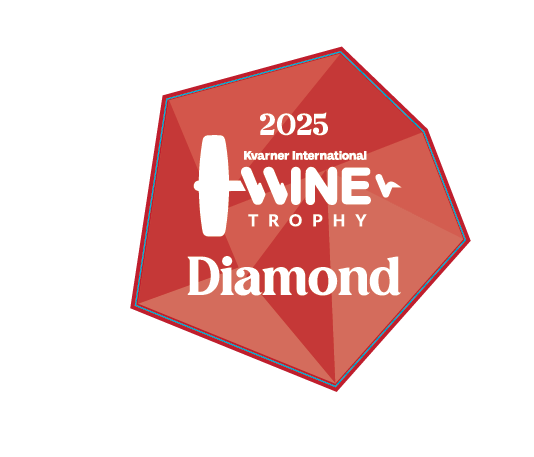 2025
Kvarner International
WINE
TROPHY
Diamond